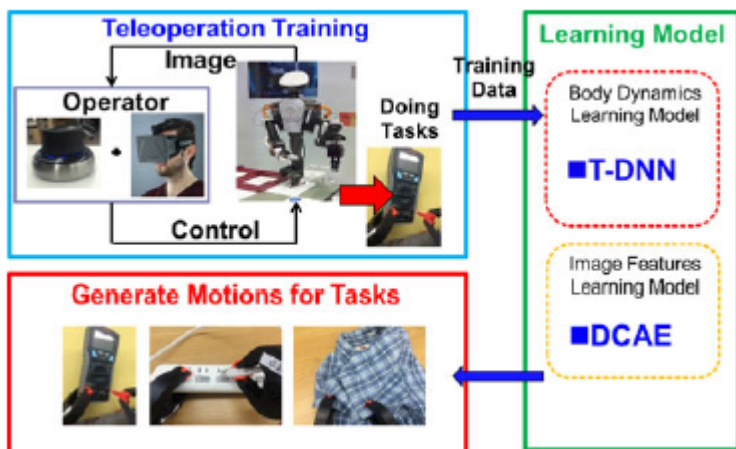 Teleoperation Training
Image
Operator
Control
Doing
Tasks
Training
Data
Learning Model
Body Dynamics
Learning Model
■T-DNN
Image Features
Learning Model
■DCAE
Generate Motions for Tasks